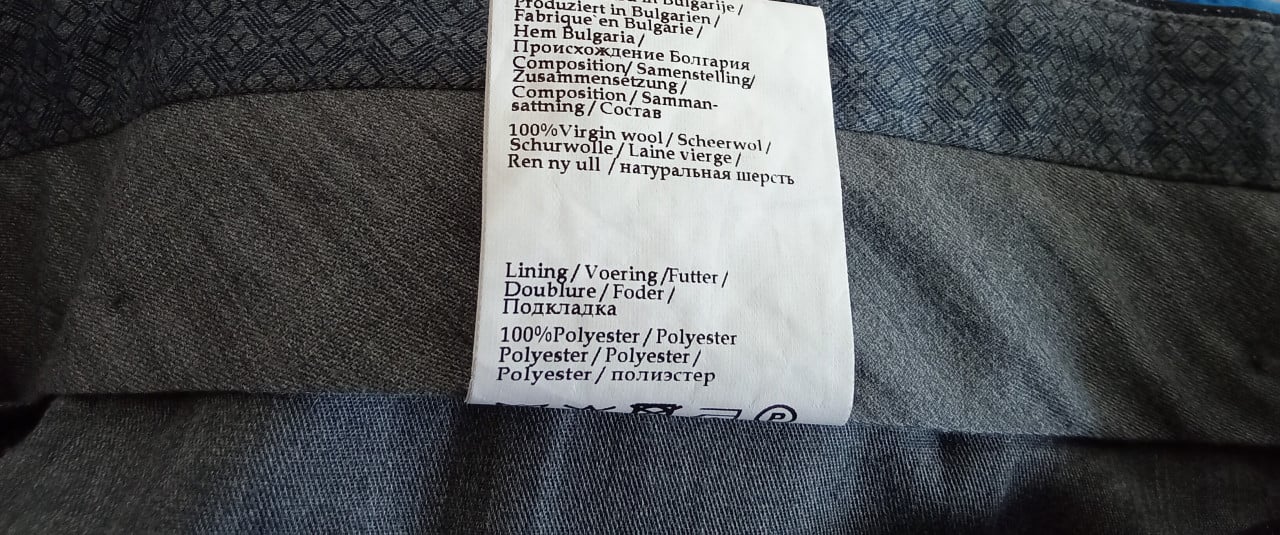 in Bulgarije /
Produziert in Bulgarien /
Fabrique`en Bulgarie /
Hem Bulgaria /
Происхождение Болгария
Composition/ Samenstelling/
Zusammensetzung /
Composition / Samman-
sattning / Состав
100%Virgin wool / Scheerwol /
Schurwolle / Laine vierge /
Ren ny ull / натуральная шерсть
Lining / Voering /Futter /
Doublure / Foder /
Подкладка
100%Polyester / Polyester
Polyester / Polyester /
Polyester / полиэстер
P